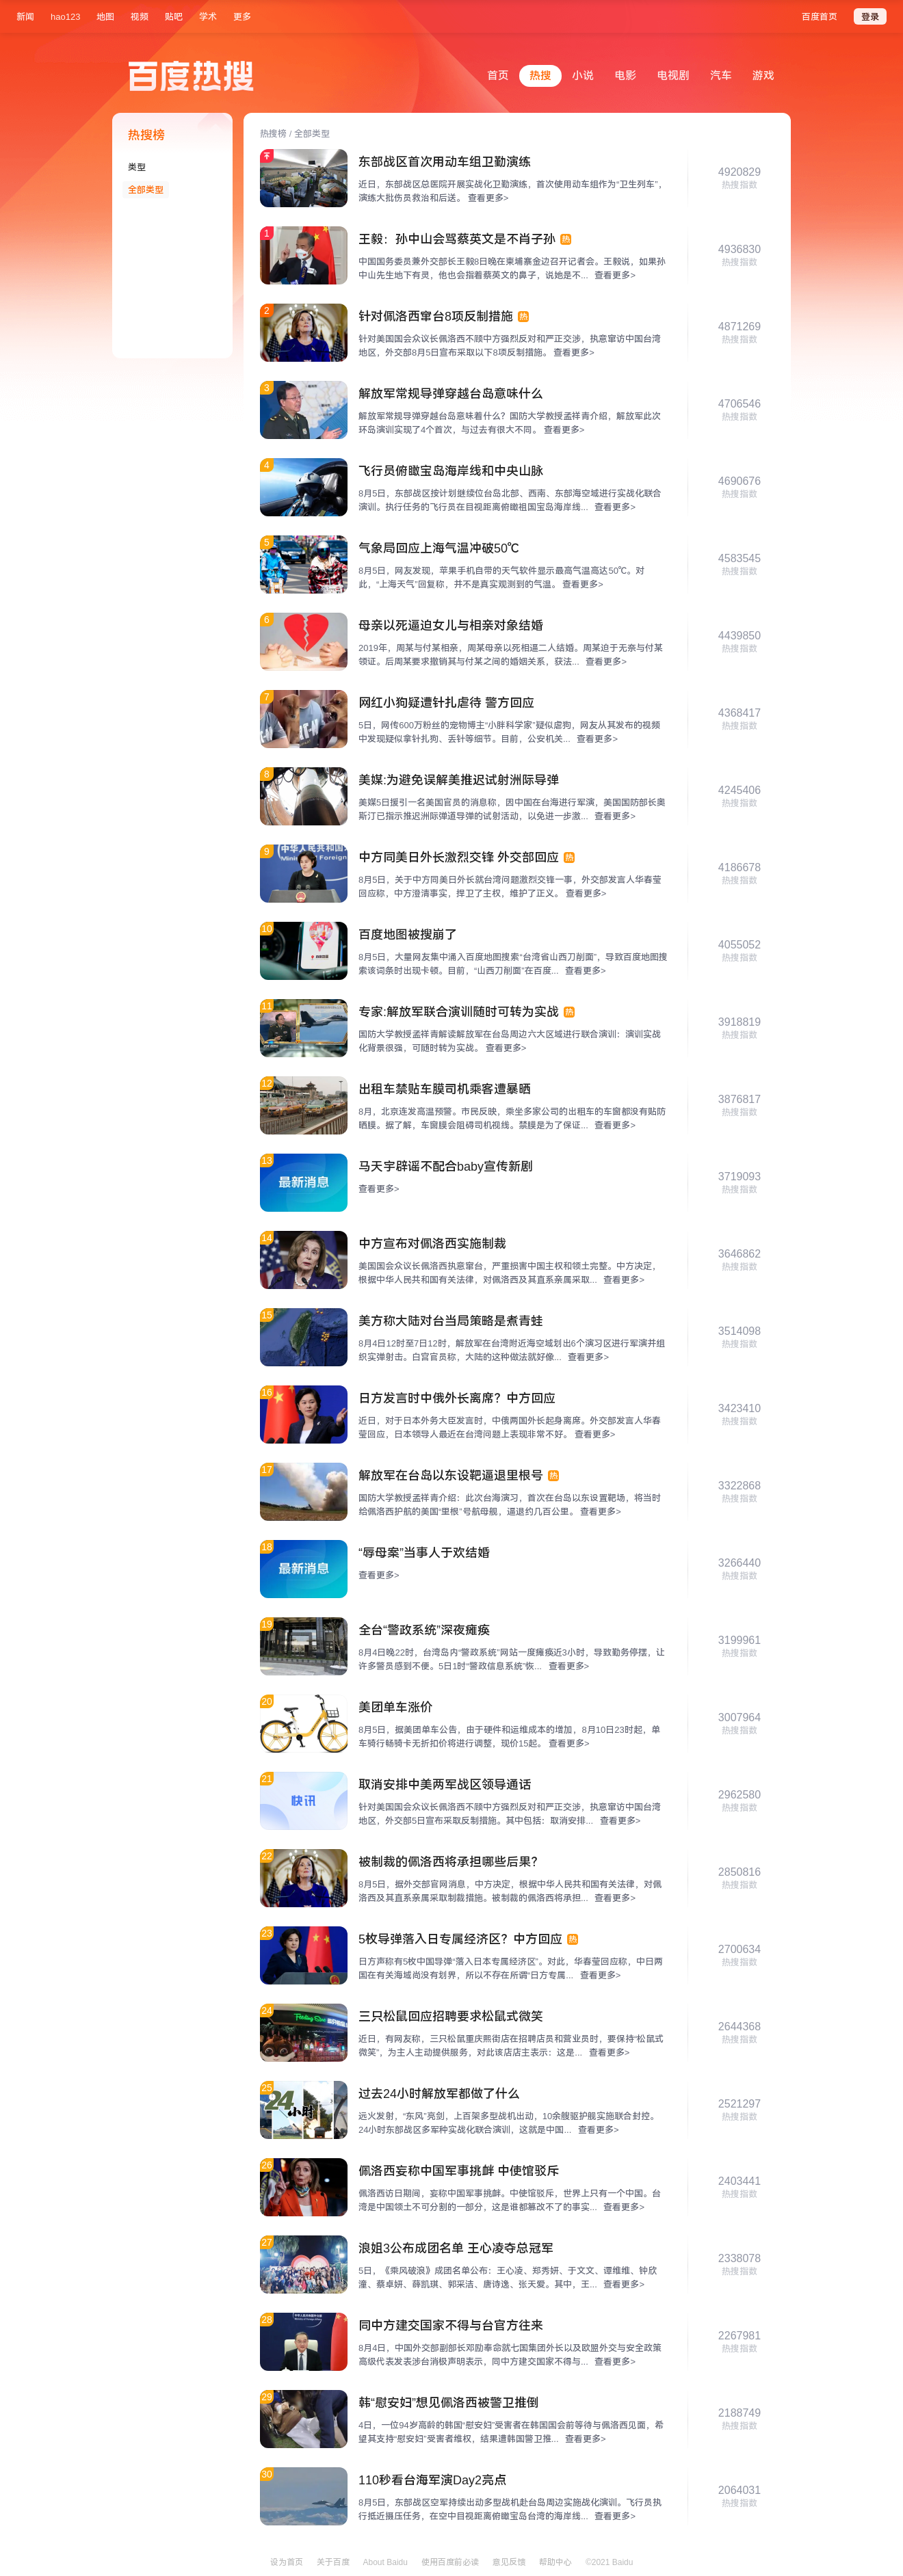 新闻 hao123 地图 视频 贴吧 学术 更多 百度首页 登录
百度热搜 首页 热搜 小说 电影 电视剧 汽车 游戏
热搜榜
类型
全部类型
热搜榜 / 全部类型
东部战区首次用动车组卫勤演练
近日，东部战区总医院开展实战化卫勤演练，首次使用动车组作为“卫生列车”，
演练大批伤员救治和后送。 查看更多>
4920829
热搜指数
1
王毅：孙中山会骂蔡英文是不肖子孙 热
中国国务委员兼外交部长王毅8日晚在柬埔寨金边召开记者会。王毅说，如果孙
中山先生地下有灵，他也会指着蔡英文的鼻子，说她是不... 查看更多>
4936830
热搜指数
2
针对佩洛西窜台8项反制措施 热
针对美国国会众议长佩洛西不顾中方强烈反对和严正交涉，执意窜访中国台湾
地区，外交部8月5日宣布采取以下8项反制措施。 查看更多>
4871269
热搜指数
3
解放军常规导弹穿越台岛意味什么
解放军常规导弹穿越台岛意味着什么？国防大学教授孟祥青介绍，解放军此次
环岛演训实现了4个首次，与过去有很大不同。 查看更多>
4706546
热搜指数
4
飞行员俯瞰宝岛海岸线和中央山脉
8月5日，东部战区按计划继续位台岛北部、西南、东部海空域进行实战化联合
演训。执行任务的飞行员在目视距离俯瞰祖国宝岛海岸线... 查看更多>
4690676
热搜指数
5
气象局回应上海气温冲破50℃
8月5日，网友发现，苹果手机自带的天气软件显示最高气温高达50℃。对
此，“上海天气”回复称，并不是真实观测到的气温。 查看更多>
4583545
热搜指数
6
母亲以死逼迫女儿与相亲对象结婚
2019年，周某与付某相亲，周某母亲以死相逼二人结婚。周某迫于无奈与付某
领证。后周某要求撤销其与付某之间的婚姻关系，获法... 查看更多>
4439850
热搜指数
7
网红小狗疑遭针扎虐待 警方回应
5日，网传600万粉丝的宠物博主“小胖科学家”疑似虐狗，网友从其发布的视频
中发现疑似拿针扎狗、丢针等细节。目前，公安机关... 查看更多>
4368417
热搜指数
8
美媒:为避免误解美推迟试射洲际导弹
美媒5日援引一名美国官员的消息称，因中国在台海进行军演，美国国防部长奥
斯汀已指示推迟洲际弹道导弹的试射活动，以免进一步激... 查看更多>
4245406
热搜指数
9
中方同美日外长激烈交锋 外交部回应 热
8月5日，关于中方同美日外长就台湾问题激烈交锋一事，外交部发言人华春莹
回应称，中方澄清事实，捍卫了主权，维护了正义。 查看更多>
4186678
热搜指数
10
百度地图被搜崩了
8月5日，大量网友集中涌入百度地图搜索“台湾省山西刀削面”，导致百度地图搜
索该词条时出现卡顿。目前，“山西刀削面”在百度... 查看更多>
4055052
热搜指数
11
专家:解放军联合演训随时可转为实战 热
国防大学教授孟祥青解读解放军在台岛周边六大区域进行联合演训：演训实战
化背景很强，可随时转为实战。 查看更多>
3918819
热搜指数
12
出租车禁贴车膜司机乘客遭暴晒
8月，北京连发高温预警。市民反映，乘坐多家公司的出租车的车窗都没有贴防
晒膜。据了解，车窗膜会阻碍司机视线。禁膜是为了保证... 查看更多>
3876817
热搜指数
13
最新消息
马天宇辟谣不配合baby宣传新剧
查看更多>
3719093
热搜指数
14
中方宣布对佩洛西实施制裁
美国国会众议长佩洛西执意窜台，严重损害中国主权和领土完整。中方决定，
根据中华人民共和国有关法律，对佩洛西及其直系亲属采取... 查看更多>
3646862
热搜指数
15
美方称大陆对台当局策略是煮青蛙
8月4日12时至7日12时，解放军在台湾附近海空域划出6个演习区进行军演并组
织实弹射击。白宫官员称，大陆的这种做法就好像... 查看更多>
3514098
热搜指数
16
日方发言时中俄外长离席？中方回应
近日，对于日本外务大臣发言时，中俄两国外长起身离席。外交部发言人华春
莹回应，日本领导人最近在台湾问题上表现非常不好。 查看更多>
3423410
热搜指数
17
解放军在台岛以东设靶逼退里根号 热
国防大学教授孟祥青介绍：此次台海演习，首次在台岛以东设置靶场，将当时
给佩洛西护航的美国“里根”号航母舰，逼退约几百公里。 查看更多>
3322868
热搜指数
18
最新消息
“辱母案”当事人于欢结婚
查看更多>
3266440
热搜指数
19
全台“警政系统”深夜瘫痪
8月4日晚22时，台湾岛内“警政系统”网站一度瘫痪近3小时，导致勤务停摆，让
许多警员感到不便。5日1时“警政信息系统”恢... 查看更多>
3199961
热搜指数
20
美团单车涨价
8月5日，据美团单车公告，由于硬件和运维成本的增加，8月10日23时起，单
车骑行畅骑卡无折扣价将进行调整，现价15起。 查看更多>
3007964
热搜指数
21
快讯
取消安排中美两军战区领导通话
针对美国国会众议长佩洛西不顾中方强烈反对和严正交涉，执意窜访中国台湾
地区，外交部5日宣布采取反制措施。其中包括：取消安排... 查看更多>
2962580
热搜指数
22
被制裁的佩洛西将承担哪些后果？
8月5日，据外交部官网消息，中方决定，根据中华人民共和国有关法律，对佩
洛西及其直系亲属采取制裁措施。被制裁的佩洛西将承担... 查看更多>
2850816
热搜指数
23
5枚导弹落入日专属经济区？中方回应 热
日方声称有5枚中国导弹“落入日本专属经济区”。对此，华春莹回应称，中日两
国在有关海域尚没有划界，所以不存在所谓“日方专属... 查看更多>
2700634
热搜指数
24
三只松鼠回应招聘要求松鼠式微笑
近日，有网友称，三只松鼠重庆熙街店在招聘店员和营业员时，要保持“松鼠式
微笑”，为主人主动提供服务，对此该店店主表示：这是... 查看更多>
2644368
热搜指数
25
24小时
过去24小时解放军都做了什么
远火发射，“东风”亮剑，上百架多型战机出动，10余艘驱护舰实施联合封控。
24小时东部战区多军种实战化联合演训，这就是中国... 查看更多>
2521297
热搜指数
26
佩洛西妄称中国军事挑衅 中使馆驳斥
佩洛西访日期间，妄称中国军事挑衅。中使馆驳斥，世界上只有一个中国。台
湾是中国领土不可分割的一部分，这是谁都篡改不了的事实... 查看更多>
2403441
热搜指数
27
浪姐3公布成团名单 王心凌夺总冠军
5日，《乘风破浪》成团名单公布：王心凌、郑秀妍、于文文、谭维维、钟欣
潼、蔡卓妍、薛凯琪、郭采洁、唐诗逸、张天爱。其中，王... 查看更多>
2338078
热搜指数
28
同中方建交国家不得与台官方往来
8月4日，中国外交部副部长邓励奉命就七国集团外长以及欧盟外交与安全政策
高级代表发表涉台消极声明表示，同中方建交国家不得与... 查看更多>
2267981
热搜指数
29
韩“慰安妇”想见佩洛西被警卫推倒
4日，一位94岁高龄的韩国“慰安妇”受害者在韩国国会前等待与佩洛西见面，希
望其支持“慰安妇”受害者维权，结果遭韩国警卫推... 查看更多>
2188749
热搜指数
30
110秒看台海军演Day2亮点
8月5日，东部战区空军持续出动多型战机赴台岛周边实施战化演训。飞行员执
行抵近摄压任务，在空中目视距离俯瞰宝岛台湾的海岸线... 查看更多>
2064031
热搜指数
设为首页 关于百度 About Baidu 使用百度前必读 意见反馈 帮助中心 ©2021 Baidu